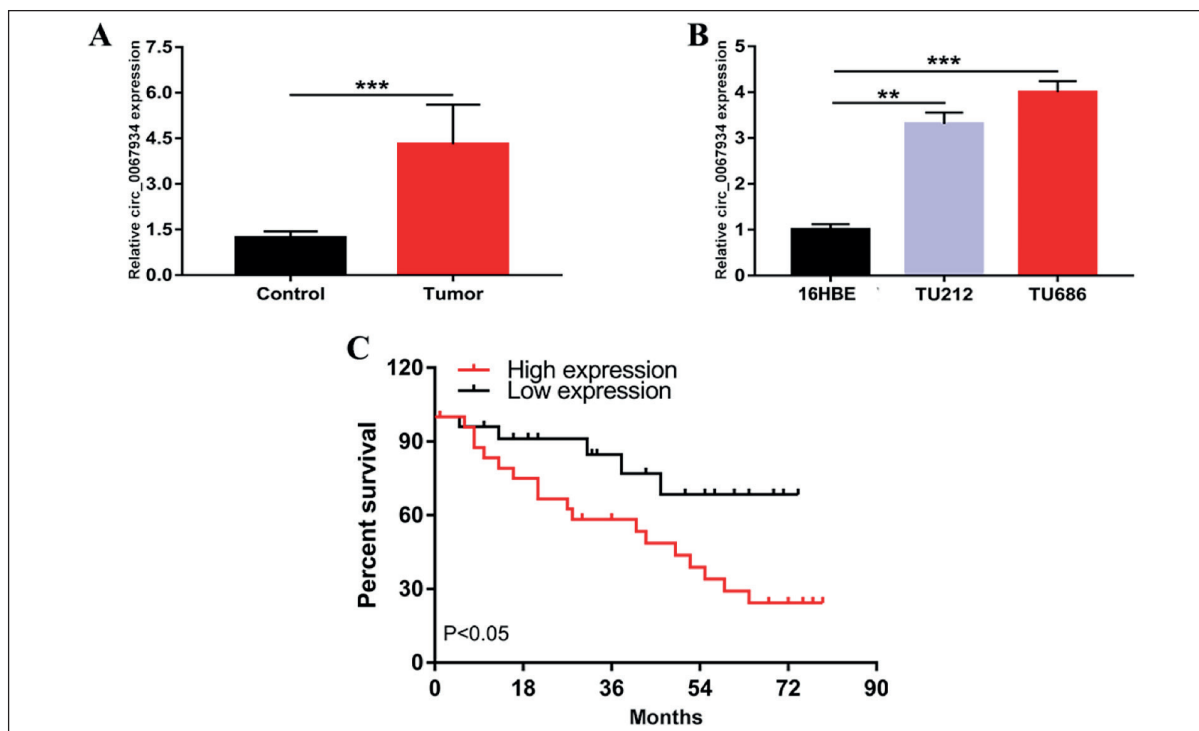 A
Relative circ_0067934 expression
7.5
6.0
4.5
3.0
1.5
0.0
***
Control Tumor
B
Relative circ_0067934 expression
5
4
3
2
1
0
***
**
16HBE TU212 TU686
C
High expression
Low expression
Percent survival
120
90
60
30
0
P<0.05
0 18 36 54 72 90
Months